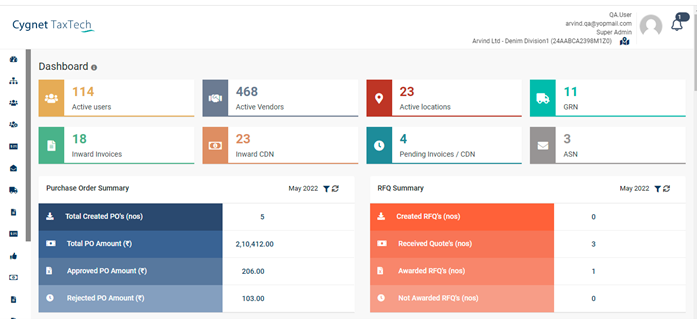 Cygnet TaxTech
QA.User
arvind.qa@yopmail.com
Super Admin
Arvind Ltd - Denim Division1 (24AABCA2398M1Z0)
1
Dashboard
114
Active users
468
Active Vendors
23
Active locations
11
GRN
18
Inward Invoices
23
Inward CDN
4
Pending Invoices / CDN
3
ASN
Purchase Order Summary May 2022
Total Created PO's (nos) 5
Total PO Amount (₹) 2,10,412.00
Approved PO Amount (₹) 206.00
Rejected PO Amount (₹) 103.00
RFQ Summary May 2022
Created RFQ's (nos) 0
Received Quote's (nos) 3
Awarded RFQ's (nos) 1
Not Awarded RFQ's (nos) 0